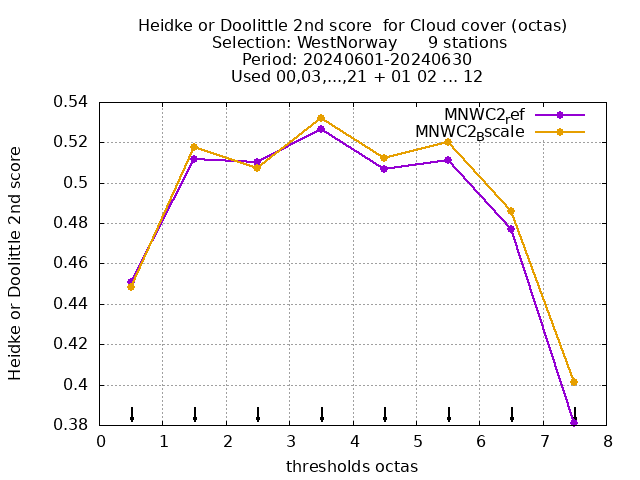 Heidke or Doolittle 2nd score  for Cloud cover (octas)
Selection: WestNorway      9 stations
Period: 20240601-20240630
Used 00,03,...,21 + 01 02 ... 12
MNWC2ref
MNWC2Bscale
Heidke or Doolittle 2nd score
0.54
0.52
0.5
0.48
0.46
0.44
0.42
0.4
0.38
0 1 2 3 4 5 6 7 8
thresholds octas